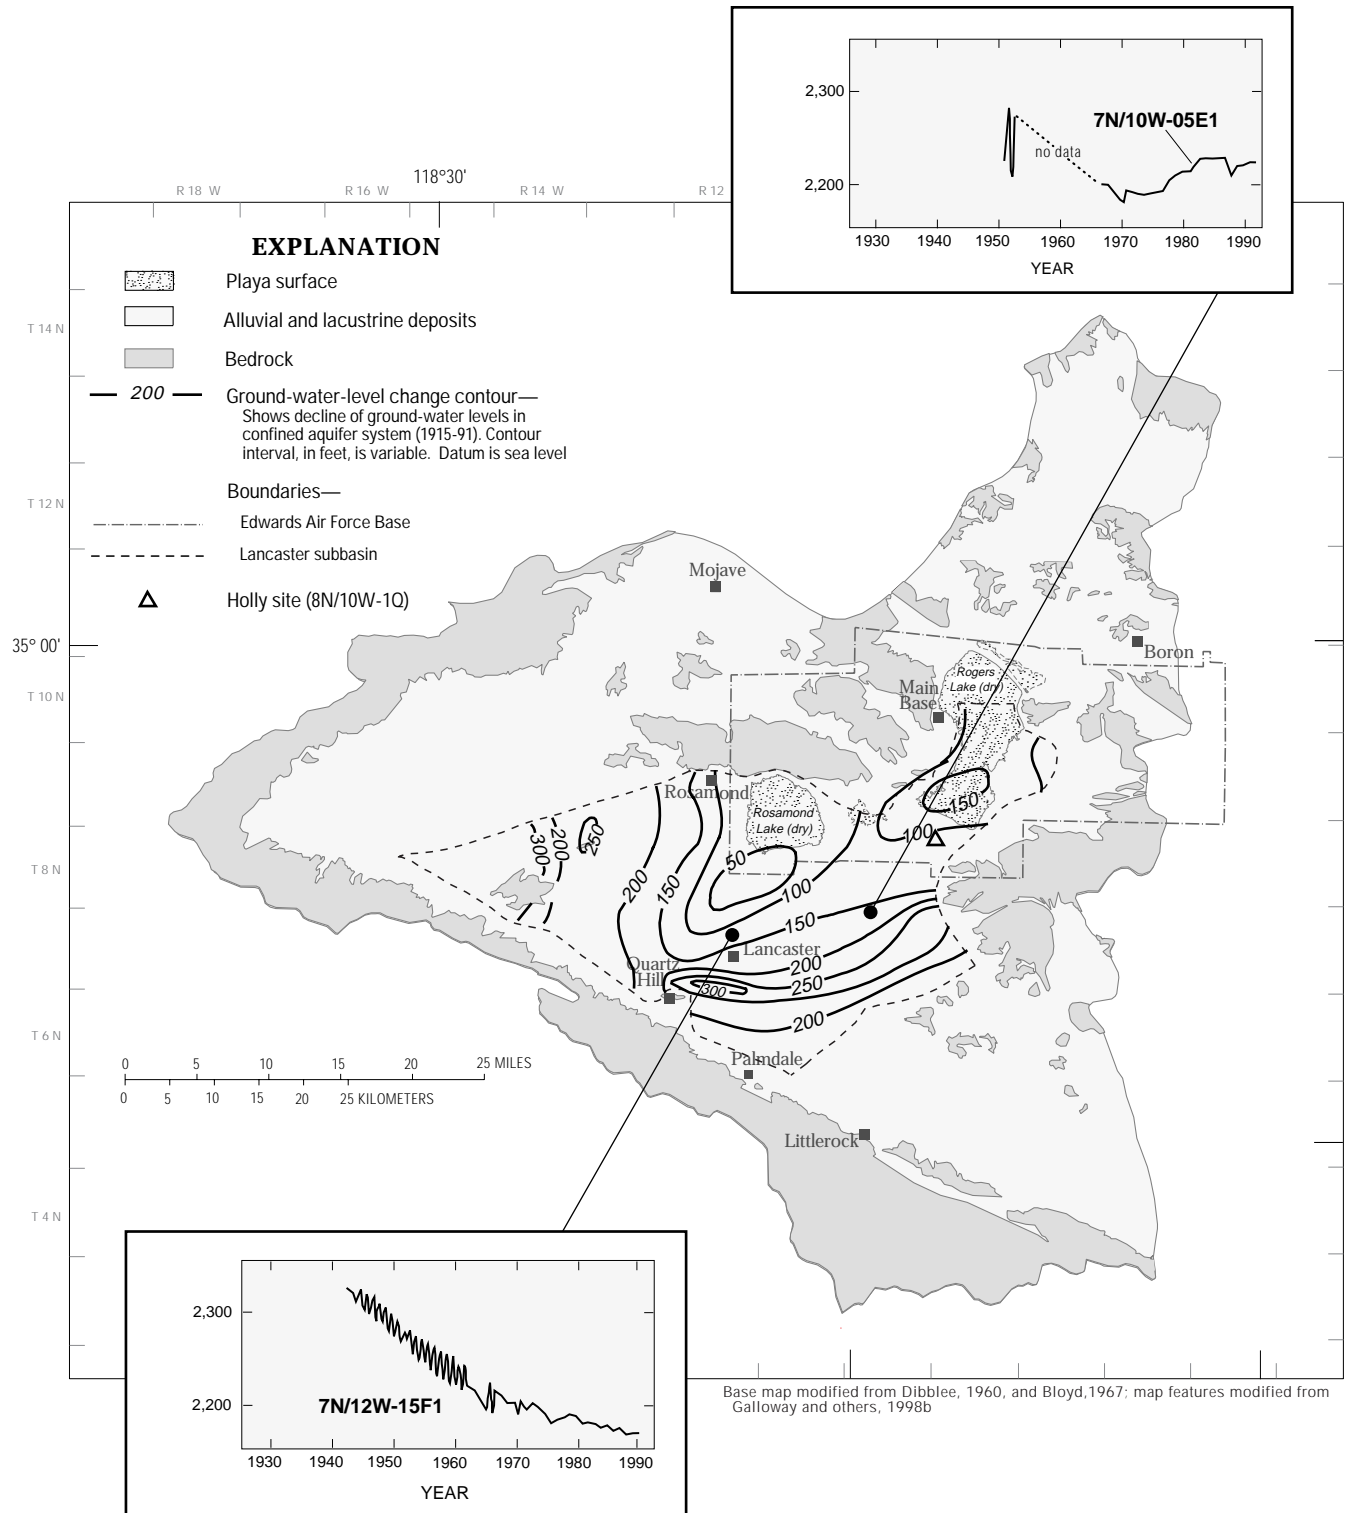 2,300
2,200
7N/10W-05E1
no data
1930 1940 1950 1960 1970 1980 1990
YEAR
118°30'
R 18 W R 16 W R 14 W R 12
EXPLANATION
Playa surface
Alluvial and lacustrine deposits
Bedrock
200 Ground-water-level change contour—
Shows decline of ground-water levels in
confined aquifer system (1915-91). Contour
interval, in feet, is variable. Datum is sea level
Boundaries—
Edwards Air Force Base
Lancaster subbasin
Holly site (8N/10W-1Q)
T 14 N
T 12 N
35° 00'
T 10 N
T 8 N
T 6 N
T 4 N
Mojave
Boron
Rogers
Lake (dry)
Main
Base
Rosamond
Rosamond
Lake (dry)
150
100
300
200
250
50
200
150
100
150
Lancaster
Quartz
Hill
200
250
300
200
Palmdale
Littlerock
0 5 10 15 20 25 MILES
0 5 10 15 20 25 KILOMETERS
2,300
2,200
7N/12W-15F1
1930 1940 1950 1960 1970 1980 1990
YEAR
Base map modified from Dibblee, 1960, and Bloyd,1967; map features modified from
Galloway and others, 1998b